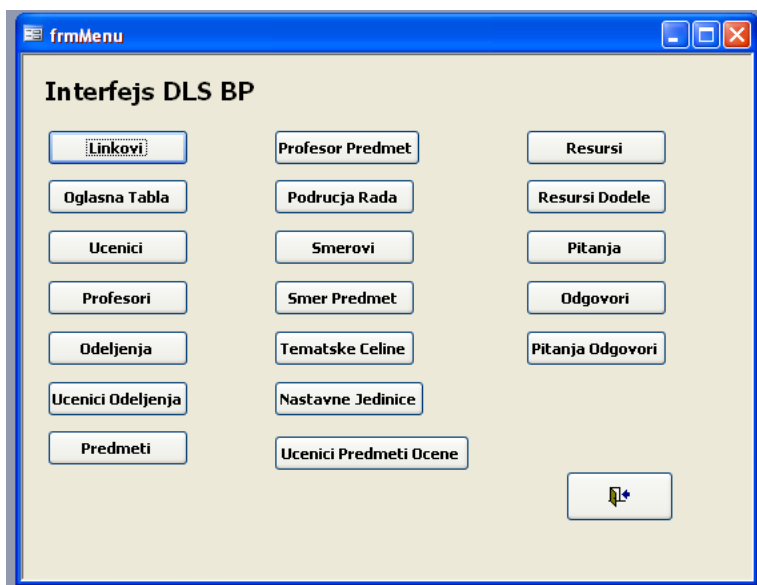 frmMenu
Interfejs DLS BP
Linkovi
Profesor Predmet
Resursi
Oglasna Tabla
Podrucja Rada
Resursi Dodele
Ucenici
Smerovi
Pitanja
Profesori
Smer Predmet
Odgovori
Odeljenja
Tematske Celine
Pitanja Odgovori
Ucenici Odeljenja
Nastavne Jedinice
Predmeti
Ucenici Predmeti Ocene